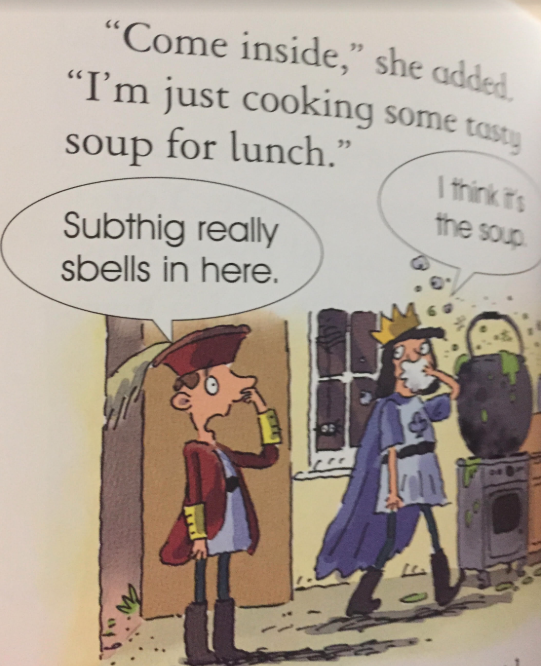 “Come inside,” she added.
“I’m just cooking some tasty
soup for lunch.”
Subthig really
sbells in here.
I think it’s
the soup.